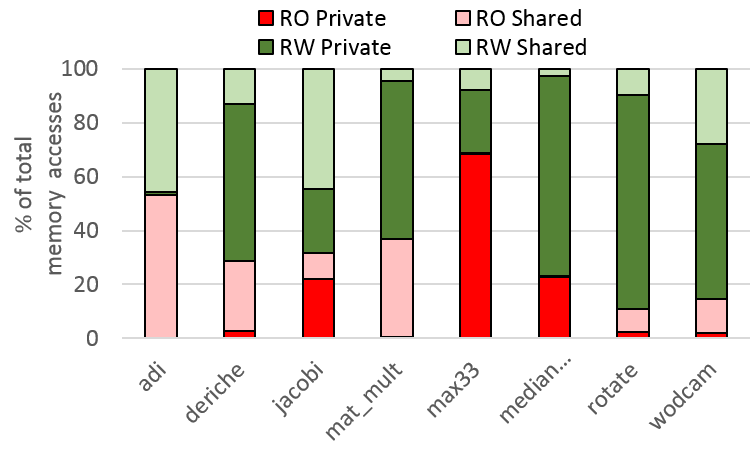 RO Private RO Shared
RW Private RW Shared
% of total
memory accesses
100
80
60
40
20
0
adi
deriche
jacobi
mat_mult
max33
median...
rotate
wodcam